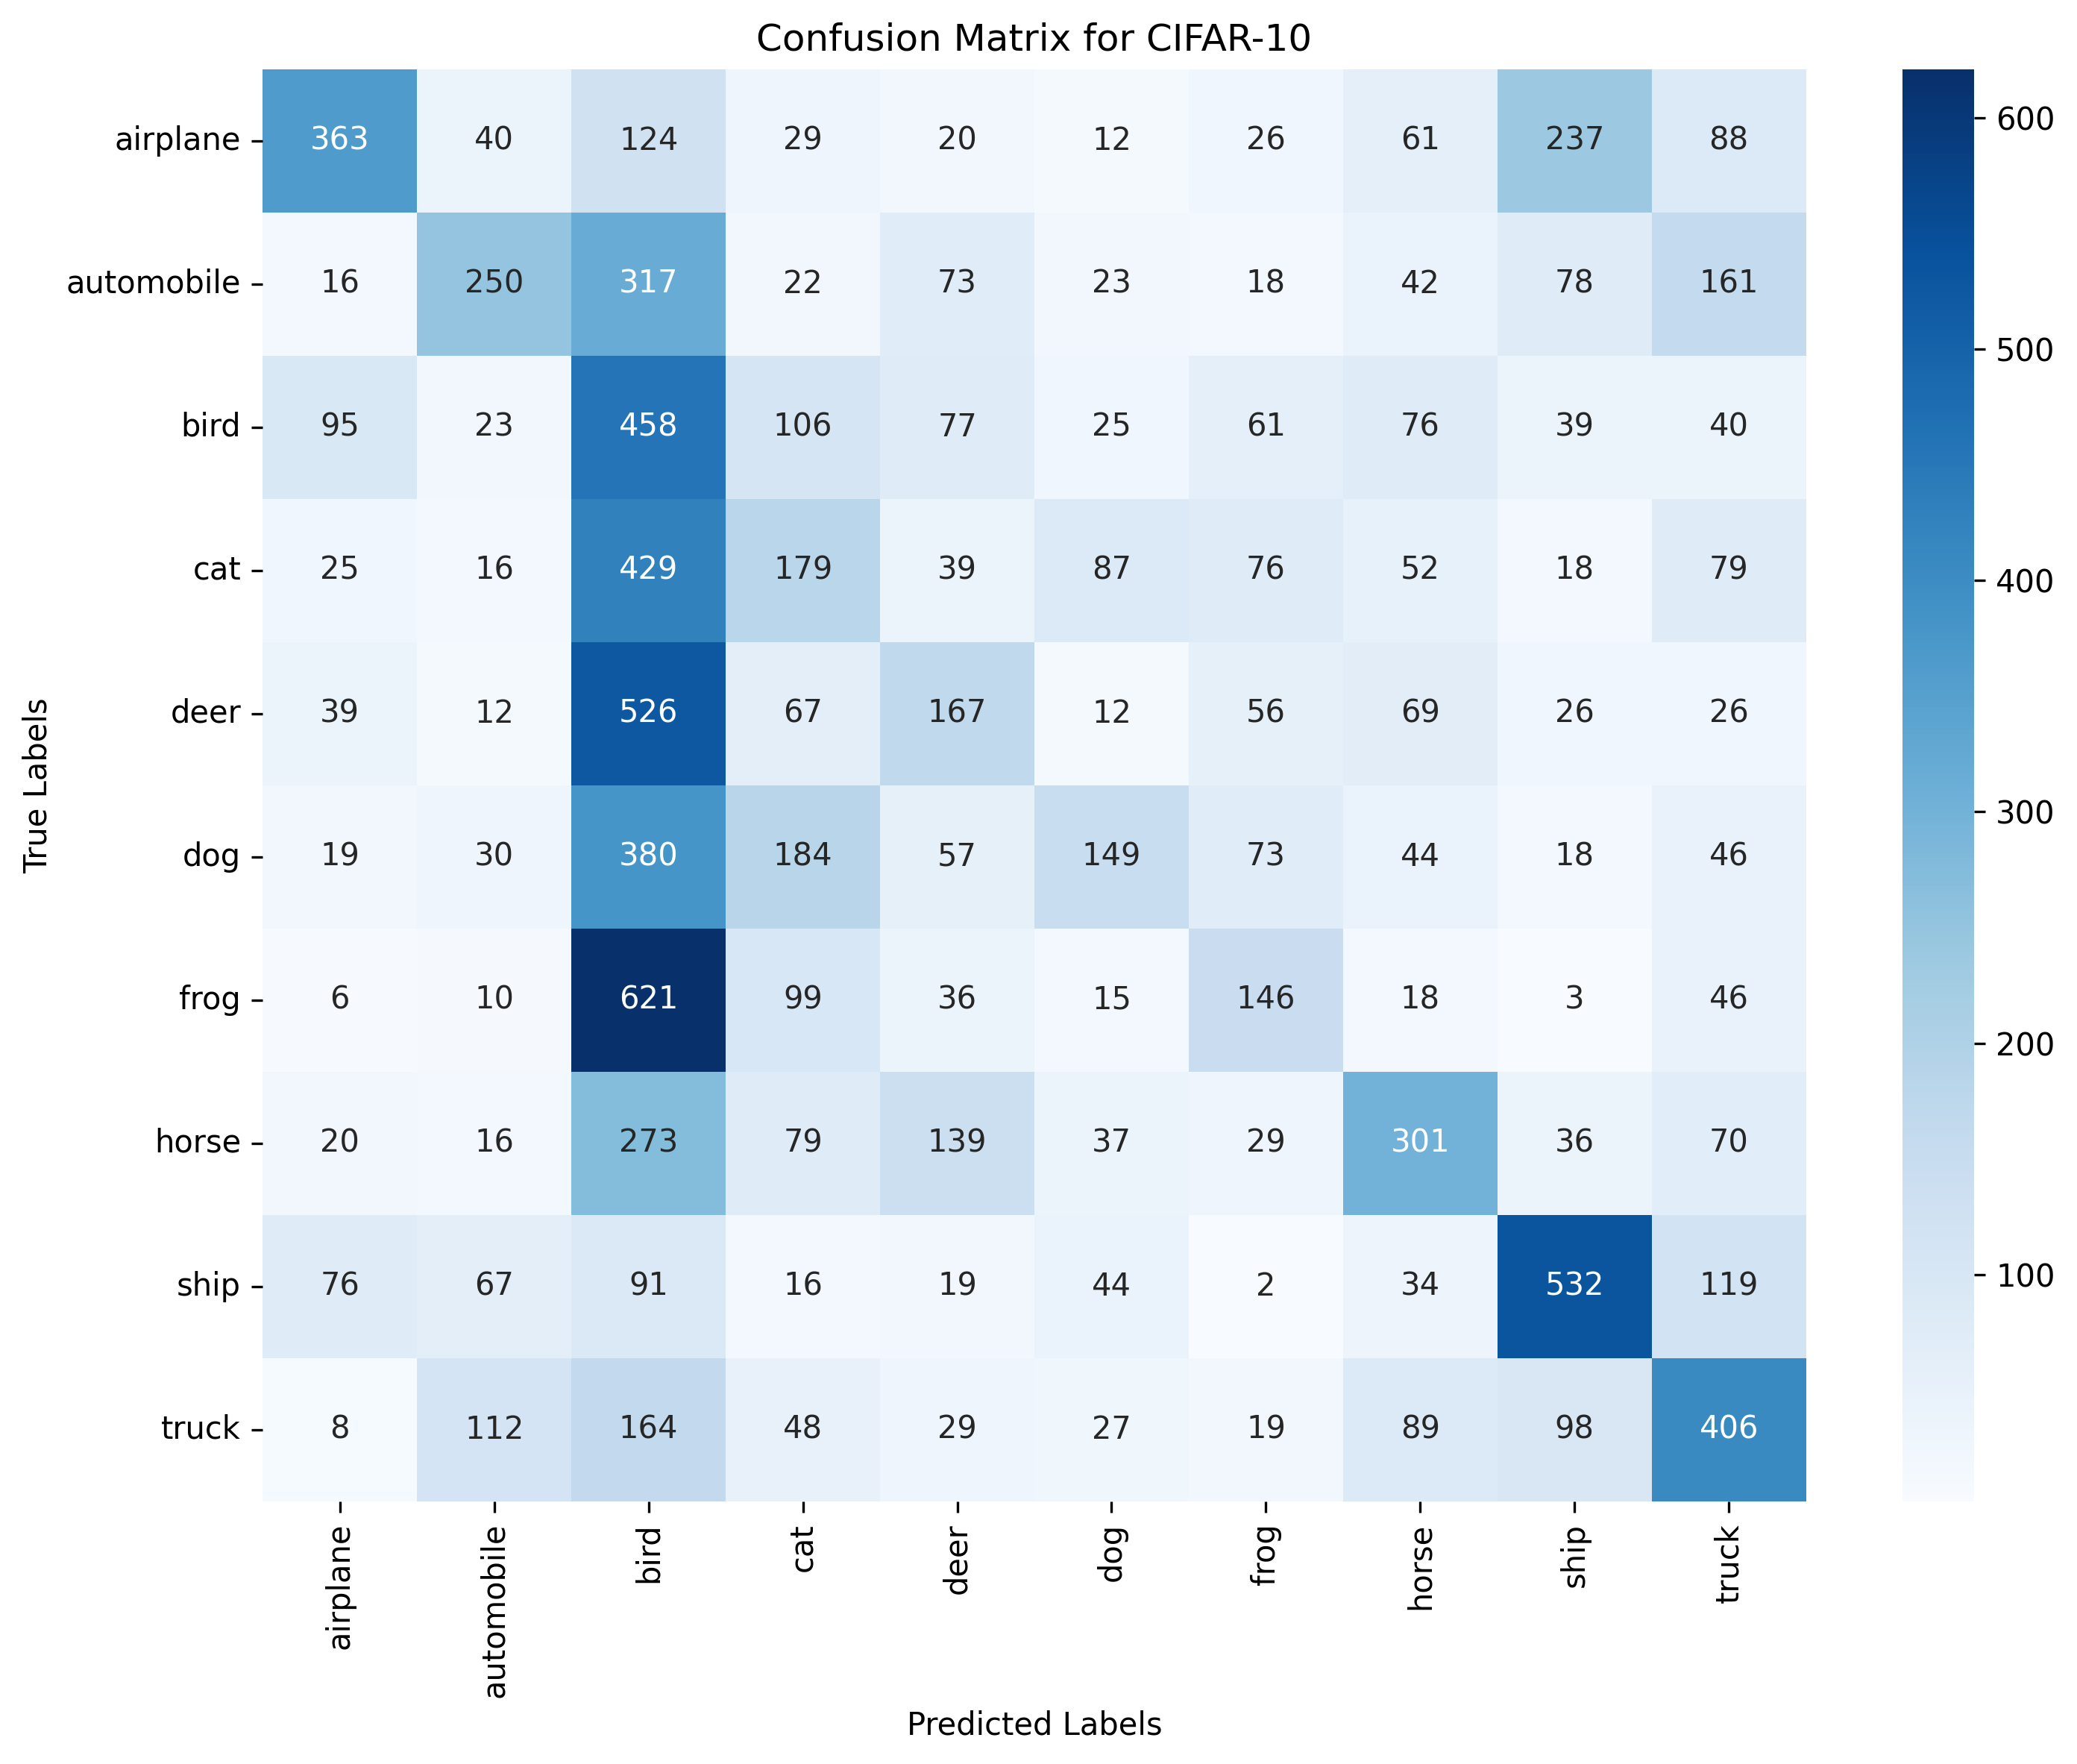 Confusion Matrix for CIFAR-10
airplane 363 40 124 29 20 12 26 61 237 88
automobile 16 250 317 22 73 23 18 42 78 161
bird 95 23 458 106 77 25 61 76 39 40
cat 25 16 429 179 39 87 76 52 18 79
deer 39 12 526 67 167 12 56 69 26 26
dog 19 30 380 184 57 149 73 44 18 46
frog 6 10 621 99 36 15 146 18 3 46
horse 20 16 273 79 139 37 29 301 36 70
ship 76 67 91 16 19 44 2 34 532 119
truck 8 112 164 48 29 27 19 89 98 406
True Labels
airplane automobile bird cat deer dog frog horse ship truck
Predicted Labels
600
500
400
300
200
100